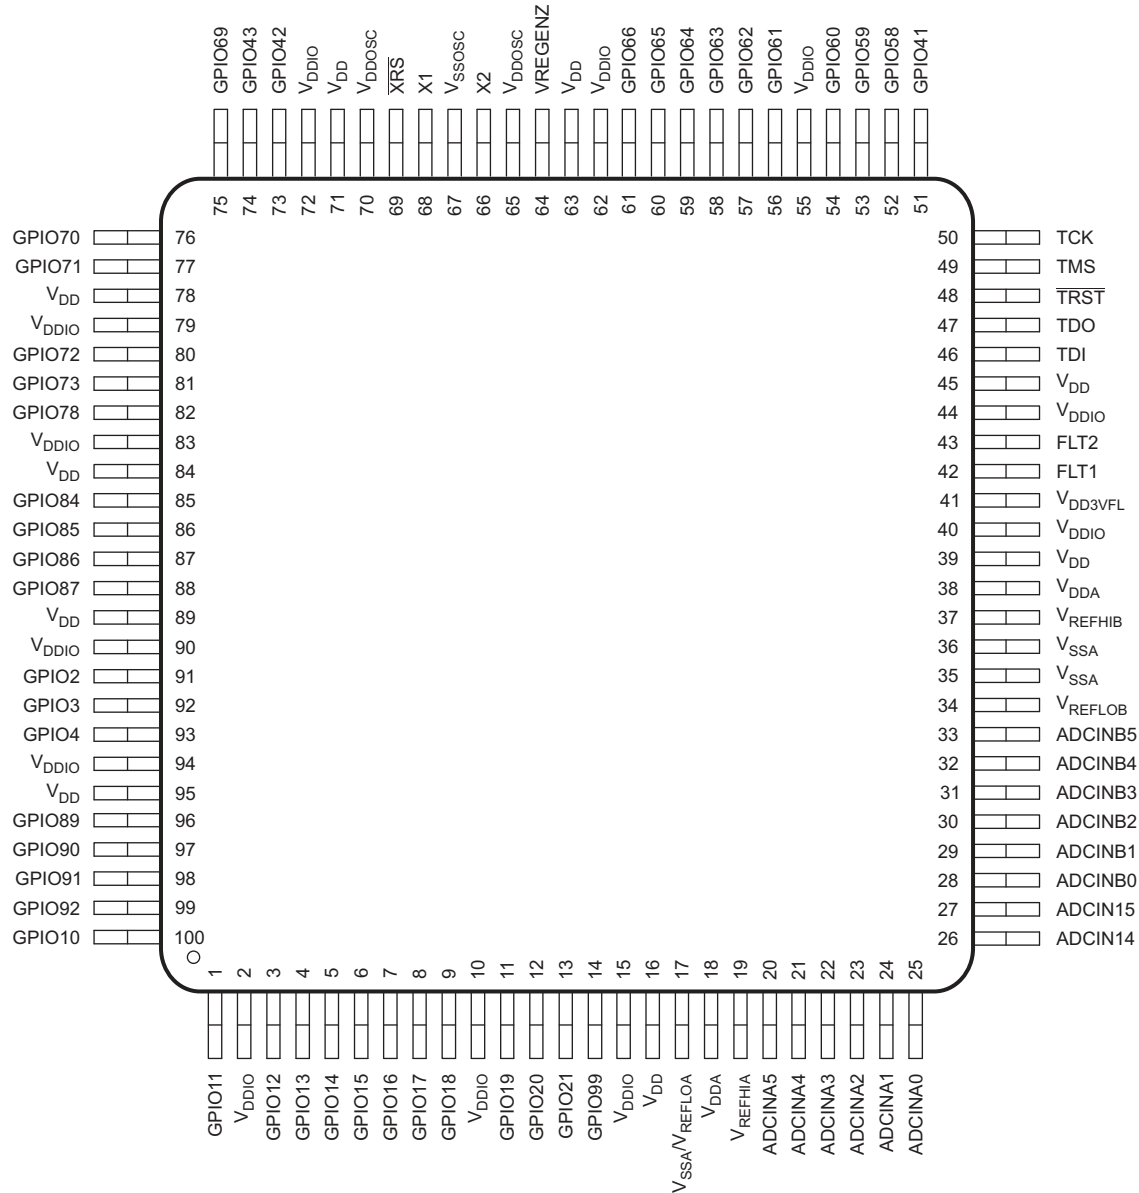 GPIO69
GPIO43
GPIO42
VDDIO
VDD
VDDOSC
XRS
X1
VSSOSC
X2
VDDOSC
VREGENZ
VDD
VDDIO
GPIO66
GPIO65
GPIO64
GPIO63
GPIO62
GPIO61
VDDIO
GPIO60
GPIO59
GPIO58
GPIO41
75
74
73
72
71
70
69
68
67
66
65
64
63
62
61
60
59
58
57
56
55
54
53
52
51
GPIO70 76
GPIO71 77
VDD 78
VDDIO 79
GPIO72 80
GPIO73 81
GPIO78 82
VDDIO 83
VDD 84
GPIO84 85
GPIO85 86
GPIO86 87
GPIO87 88
VDD 89
VDDIO 90
GPIO2 91
GPIO3 92
GPIO4 93
VDDIO 94
VDD 95
GPIO89 96
GPIO90 97
GPIO91 98
GPIO92 99
GPIO10 100
50 TCK
49 TMS
48 TRST
47 TDO
46 TDI
45 VDD
44 VDDIO
43 FLT2
42 FLT1
41 VDD3VFL
40 VDDIO
39 VDD
38 VDDA
37 VREFHIB
36 VSSA
35 VSSA
34 VREFLOB
33 ADCINB5
32 ADCINB4
31 ADCINB3
30 ADCINB2
29 ADCINB1
28 ADCINB0
27 ADCIN15
26 ADCIN14
1
2
3
4
5
6
7
8
9
10
11
12
13
14
15
16
17
18
19
20
21
22
23
24
25
GPIO11
VDDIO
GPIO12
GPIO13
GPIO14
GPIO15
GPIO16
GPIO17
GPIO18
VDDIO
GPIO19
GPIO20
GPIO21
GPIO99
VDDIO
VDD
VSSA/VREFLOA
VDDA
VREFHIA
ADCINA5
ADCINA4
ADCINA3
ADCINA2
ADCINA1
ADCINA0